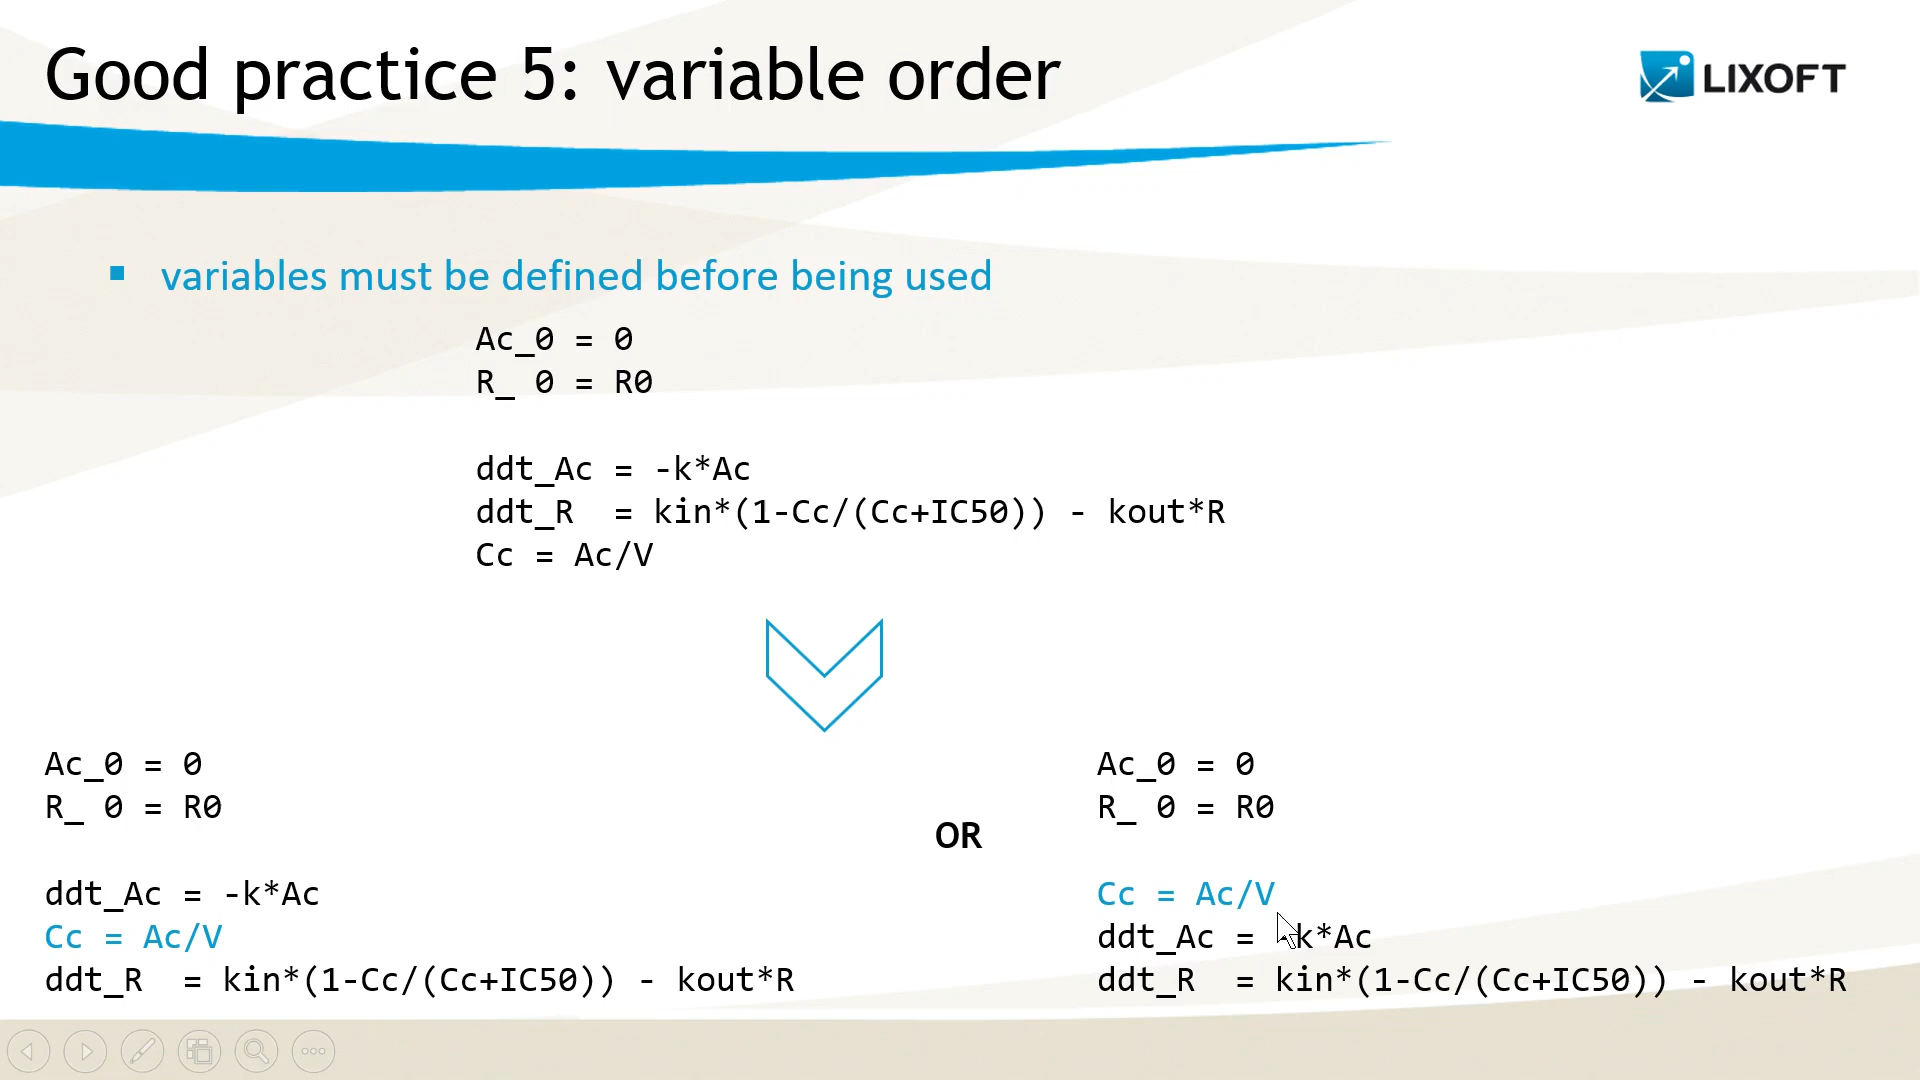 Good practice 5: variable order
LIXOFT
variables must be defined before being used
Ac_0 = 0
R_ 0 = R0
ddt_Ac = -k*Ac
ddt_R  = kin*(1-Cc/(Cc+IC50)) - kout*R
Cc = Ac/V
Ac_0 = 0
R_ 0 = R0
ddt_Ac = -k*Ac
Cc = Ac/V
ddt_R  = kin*(1-Cc/(Cc+IC50)) - kout*R
OR
Ac_0 = 0
R_ 0 = R0
Cc = Ac/V
ddt_Ac = -k*Ac
ddt_R  = kin*(1-Cc/(Cc+IC50)) - kout*R